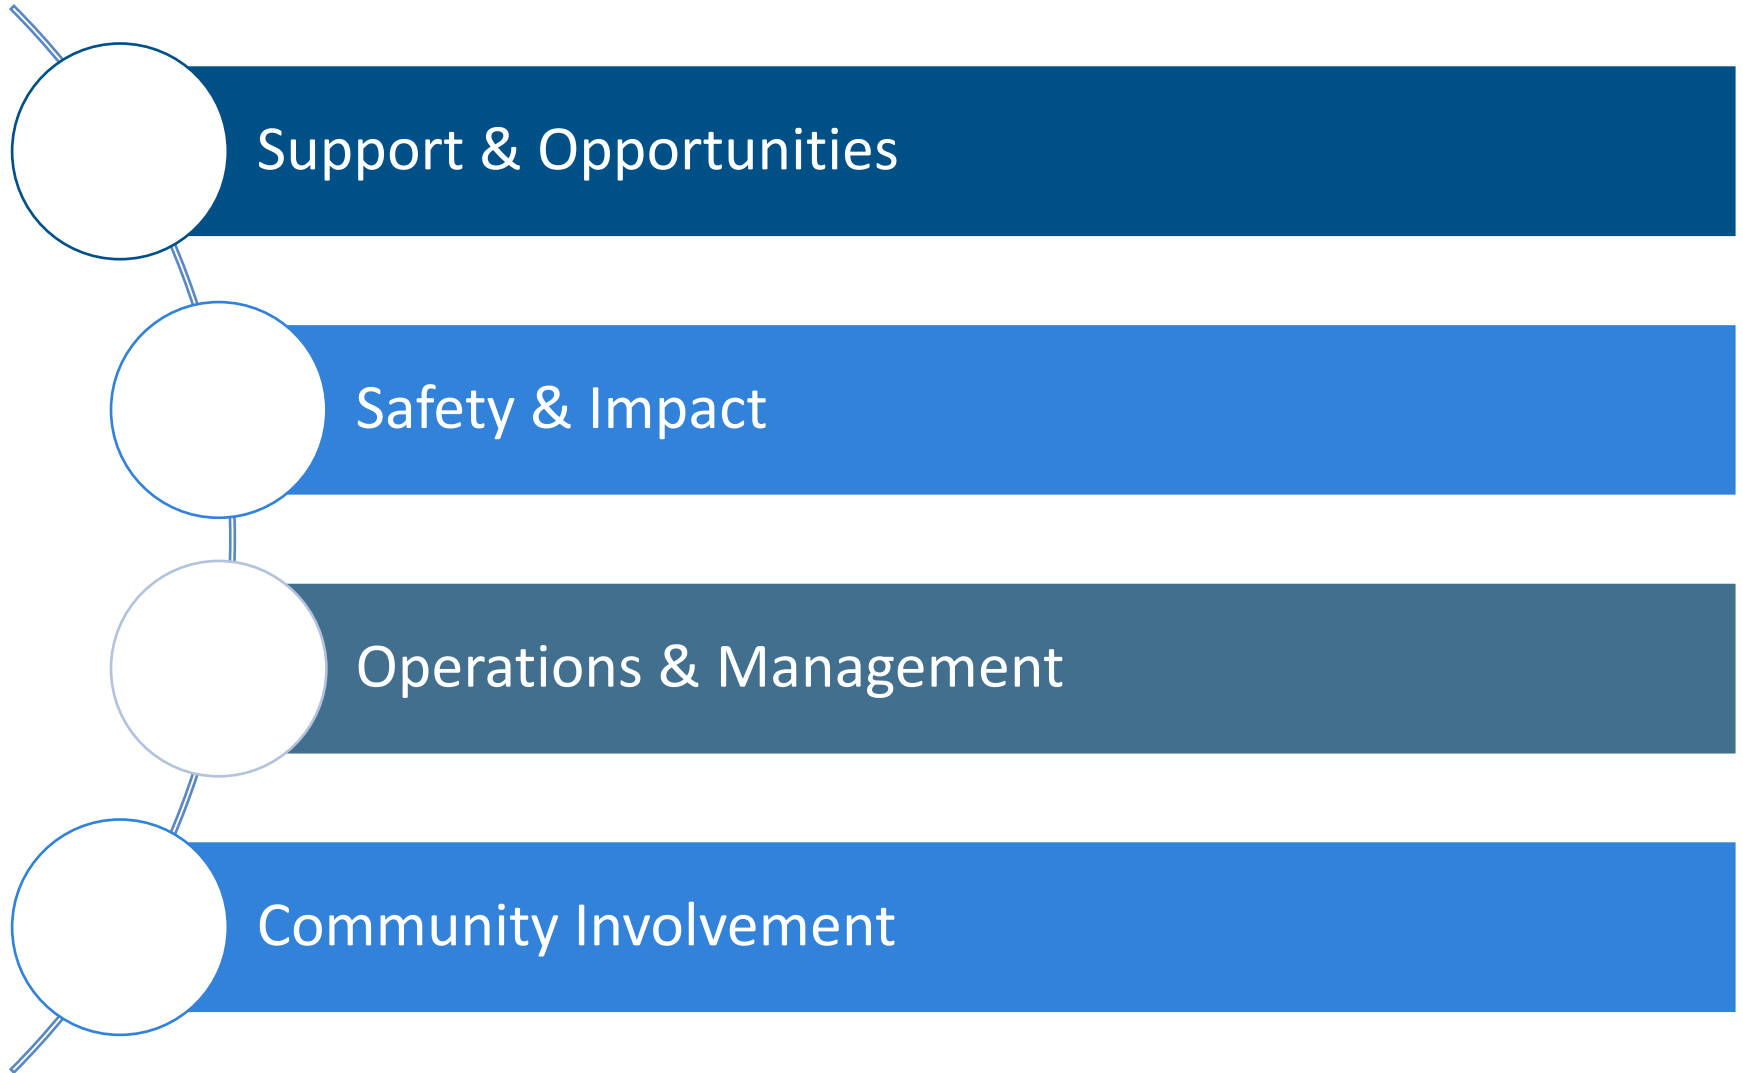 Support & Opportunities
Safety & Impact
Operations & Management
Community Involvement